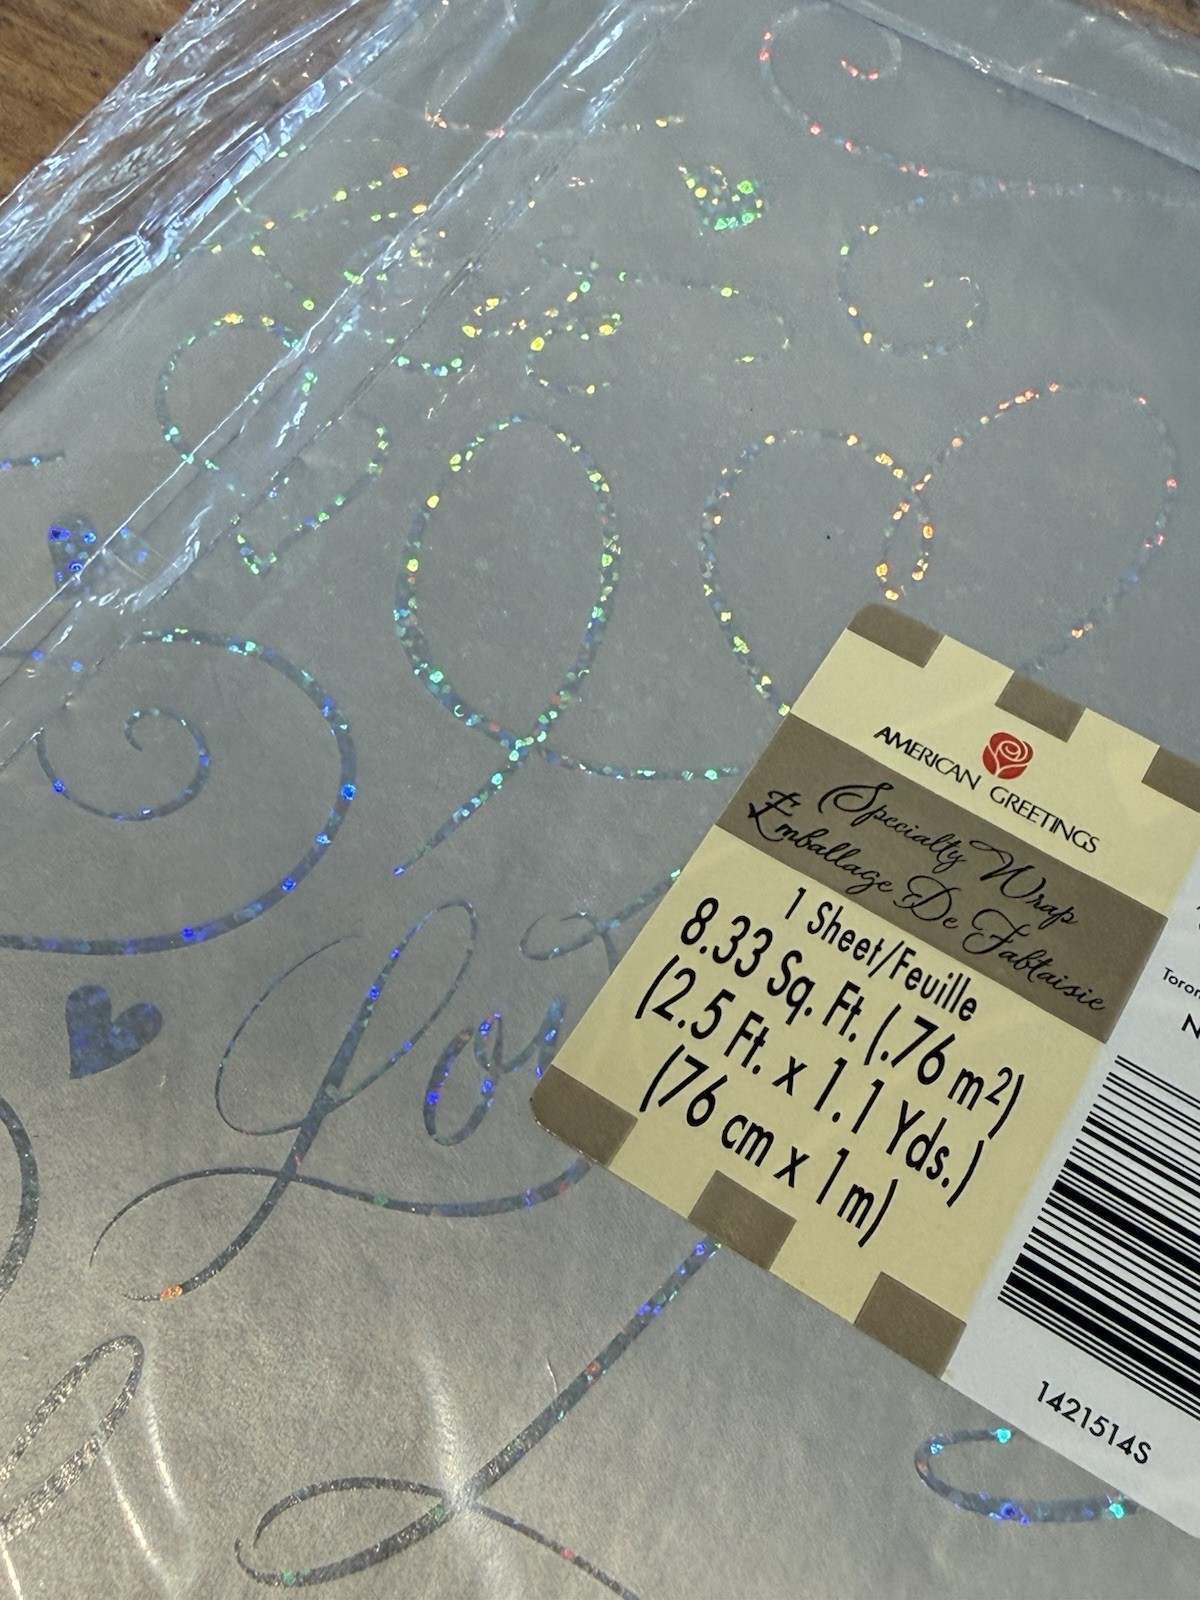 AMERICAN GREETINGS
Specialty Wrap
Emballage De Fabtaisie
1 Sheet/Feuille
8.33 Sq. Ft. (.76 m²)
(2.5 Ft. x 1.1 Yds.)
(76 cm x 1 m)
1421514S